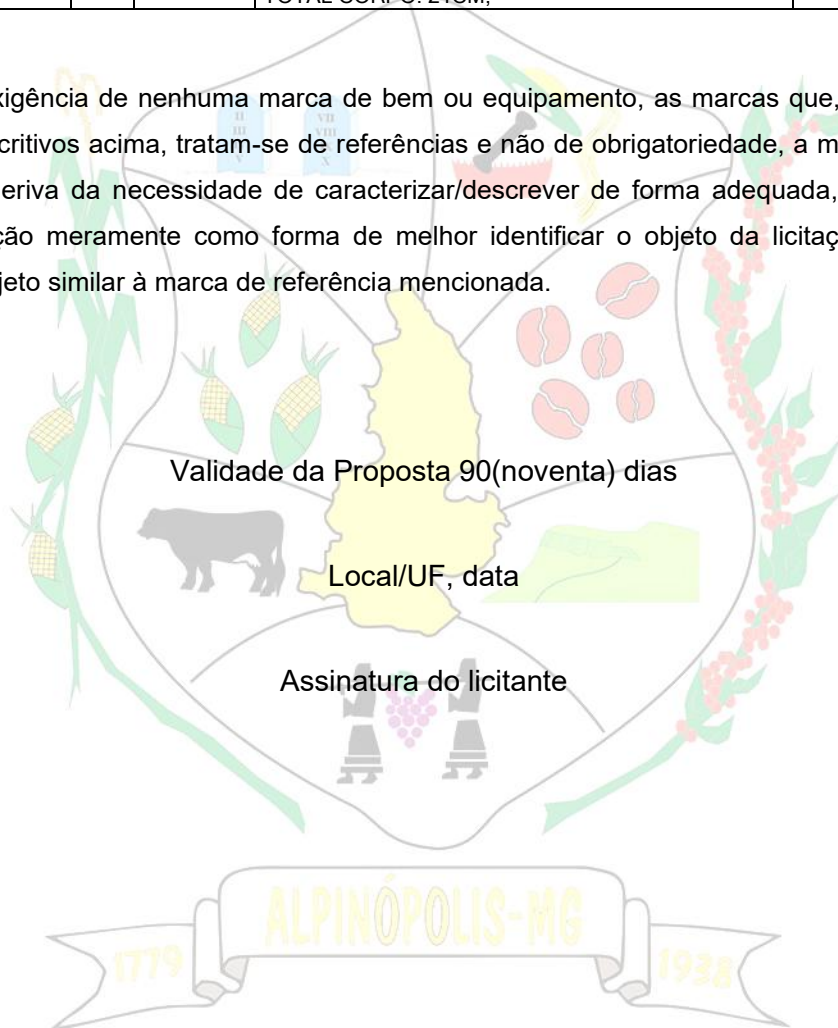 TOTAL CORPO: 21CM;
xigência de nenhuma marca de bem ou equipamento, as marcas que,
critivos acima, tratam-se de referências e não de obrigatoriedade, a m
eriva da necessidade de caracterizar/descrever de forma adequada,
ção meramente como forma de melhor identificar o objeto da licitaç
jeto similar à marca de referência mencionada.
Validade da Proposta 90(noventa) dias
Local/UF, data
Assinatura do licitante
ALPINÓPOLIS-MG
1779
1938